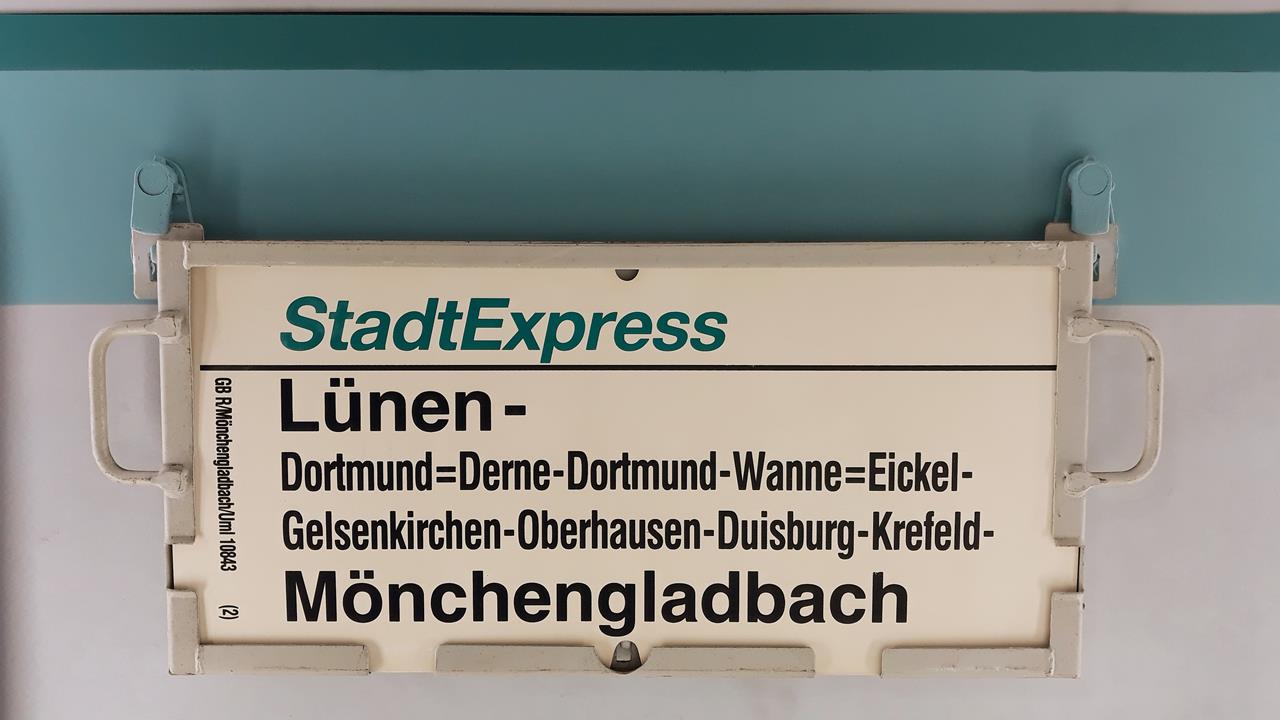 StadtExpress
Lünen-
Dortmund=Derne-Dortmund-Wanne=Eickel-
Gelsenkirchen-Oberhausen-Duisburg-Krefeld-
Mönchengladbach
GB R/Mönchengladbach/Uml 10843 (2)